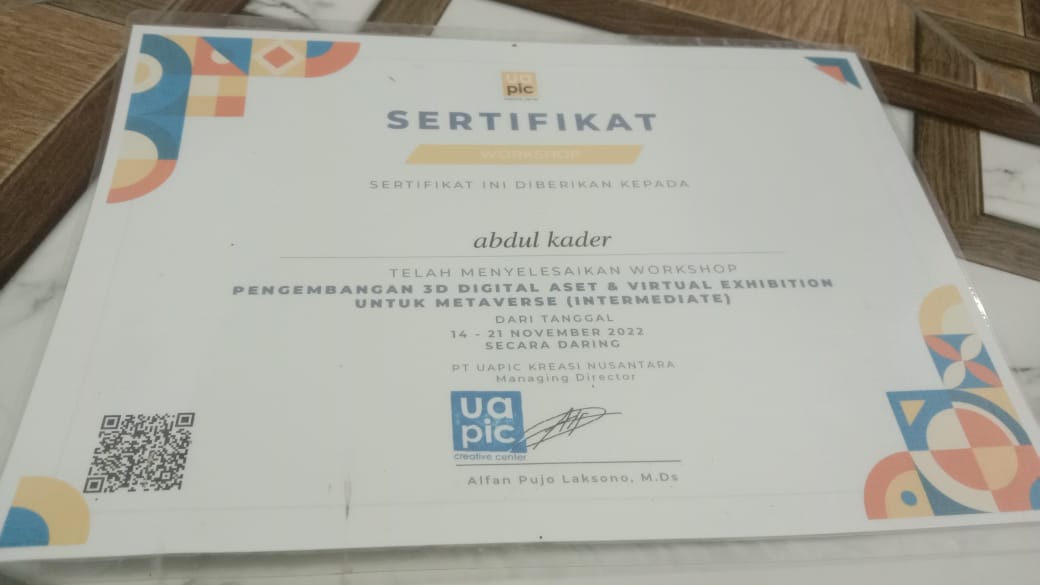 ua
pic
SERTIFIKAT
WORKSHOP
SERTIFIKAT INI DIBERIKAN KEPADA
abdul kader
TELAH MENYELESAIKAN WORKSHOP
PENGEMBANGAN 3D DIGITAL ASET & VIRTUAL EXHIBITION
UNTUK METAVERSE (INTERMEDIATE)
DARI TANGGAL
14 - 21 NOVEMBER 2022
SECARA DARING
PT UAPIC KREASI NUSANTARA
Managing Director
ua
pic
creative center
Alfan Pujo Laksono, M.Ds